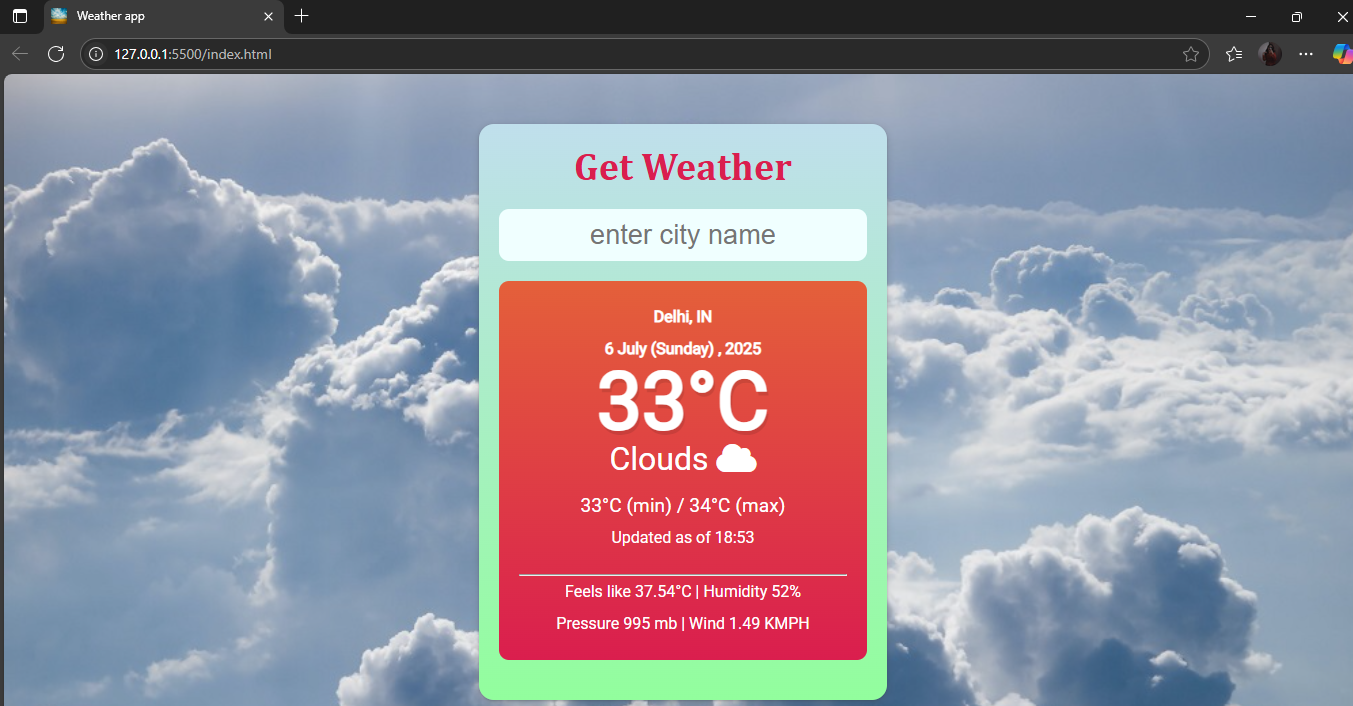 Weather app
127.0.0.1:5500/index.html
Get Weather
enter city name
Delhi, IN
6 July (Sunday) , 2025
33°C
Clouds
33°C (min) / 34°C (max)
Updated as of 18:53
Feels like 37.54°C | Humidity 52%
Pressure 995 mb | Wind 1.49 KMPH